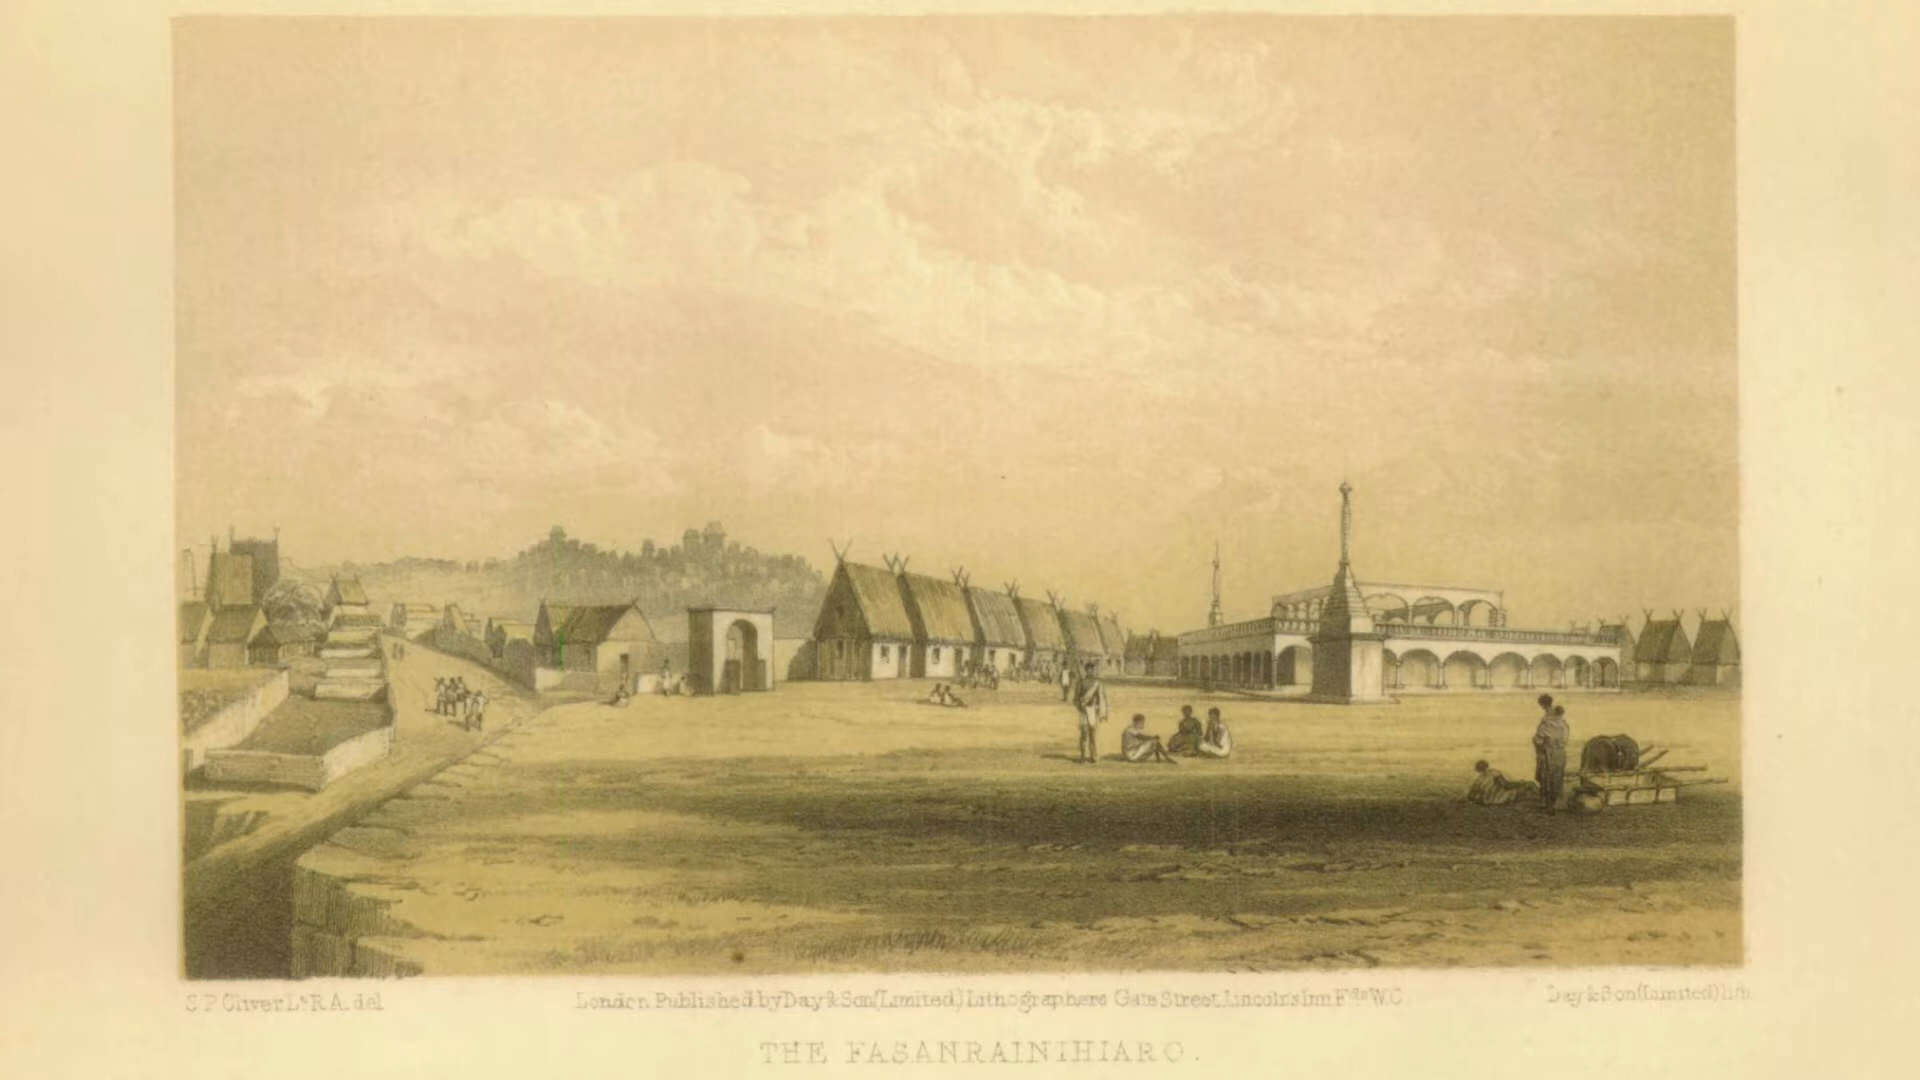 S.P. Oliver Lt. R.A. del
London Published by Day & Son (Limited) Lithographers Gate Street, Lincoln's Inn Fds W.C.
Day & Son (Limited) lith.
THE FASANRAINIHIARO.